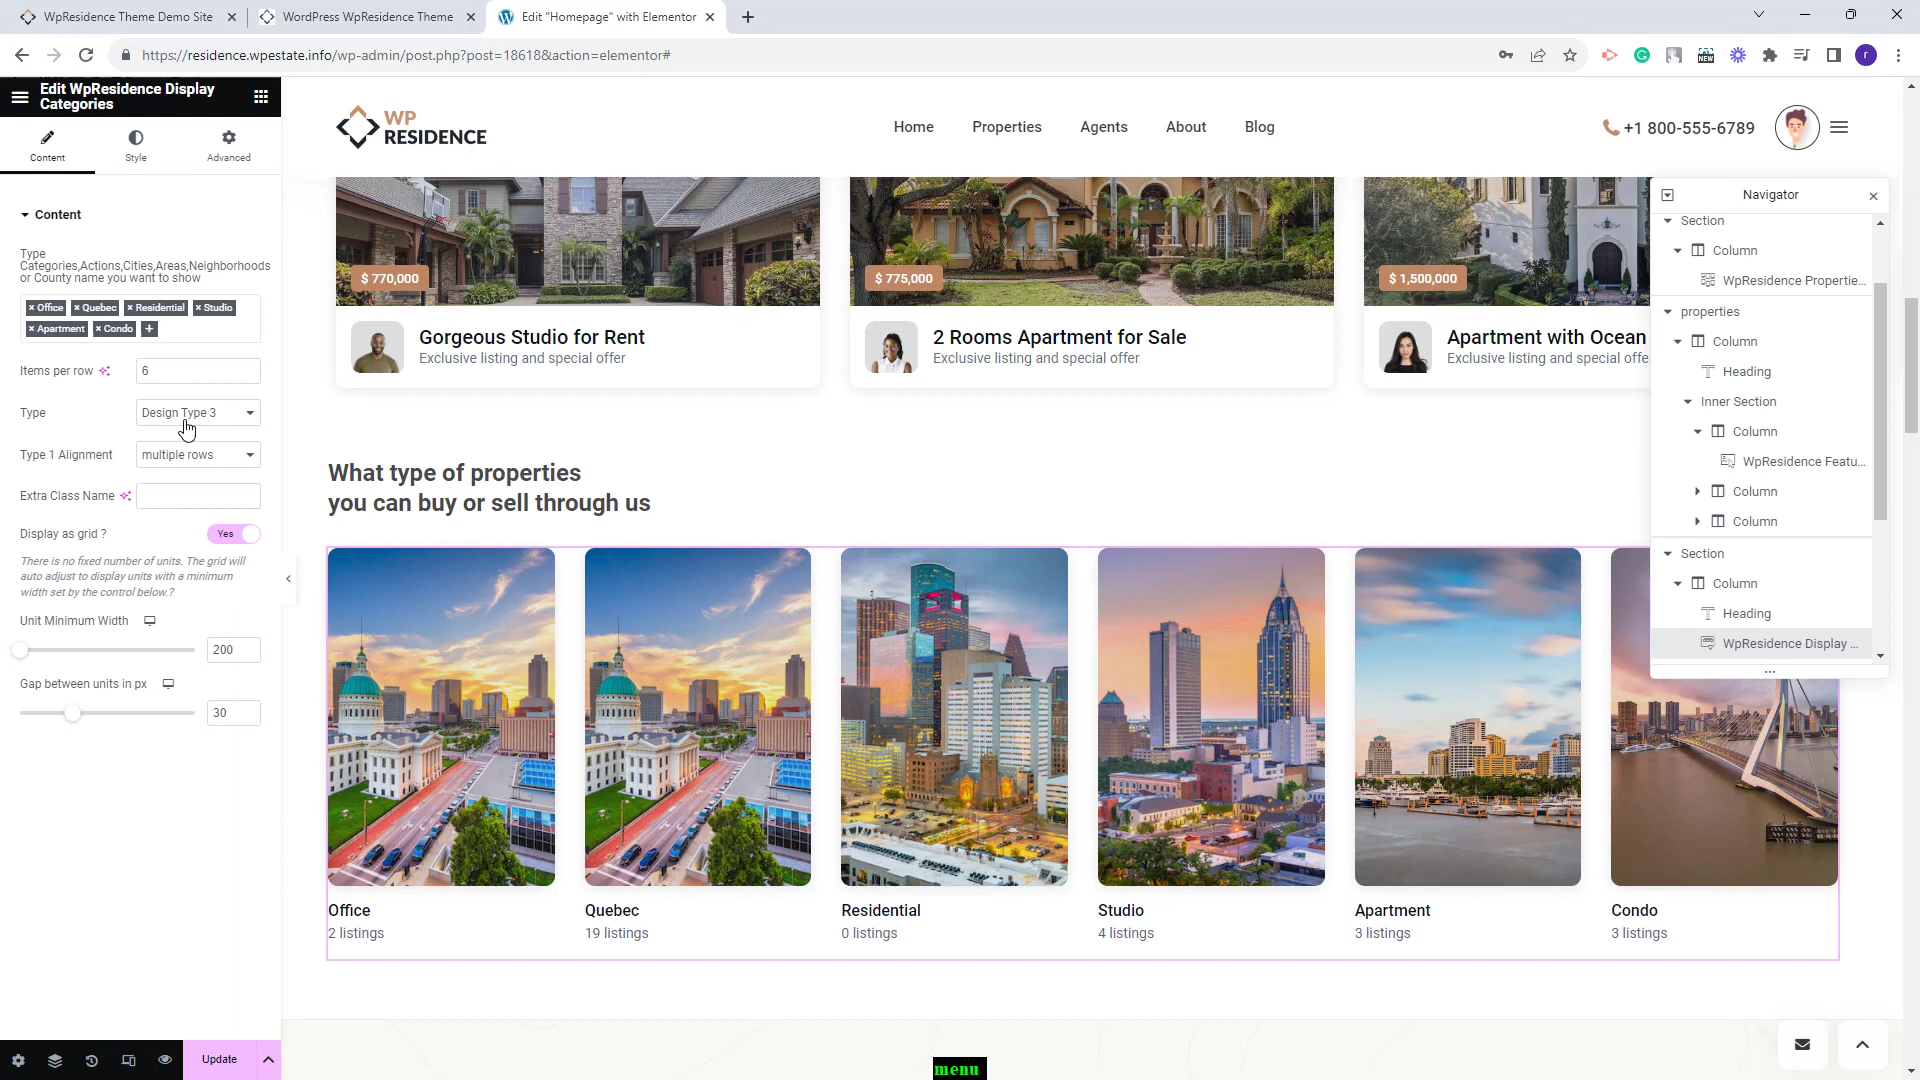 WpResidence Theme Demo Site
WordPress WpResidence Theme
Edit "Homepage" with Elementor
https://residence.wpestate.info/wp-admin/post.php?post=18618&action=elementor#
NEW
r
Edit WpResidence Display
Categories
Content
Style
Advanced
Content
Type
Categories,Actions,Cities,Areas,Neighborhoods
or County name you want to show
× Office × Quebec × Residential × Studio
× Apartment × Condo +
Items per row 6
Type Design Type 3
Type 1 Alignment multiple rows
Extra Class Name
Display as grid ? Yes
There is no fixed number of units. The grid will
auto adjust to display units with a minimum
width set by the control below.?
Unit Minimum Width
200
Gap between units in px
30
Update
WP
RESIDENCE
Home
Properties
Agents
About
Blog
+1 800-555-6789
$ 770,000
$ 775,000
$ 1,500,000
Gorgeous Studio for Rent
Exclusive listing and special offer
2 Rooms Apartment for Sale
Exclusive listing and special offer
Apartment with Ocean
Exclusive listing and special offe
What type of properties
you can buy or sell through us
Office
2 listings
Quebec
19 listings
Residential
0 listings
Studio
4 listings
Apartment
3 listings
Condo
3 listings
Navigator
Section
Column
WpResidence Propertie...
properties
Column
Heading
Inner Section
Column
WpResidence Featu...
Column
Column
Section
Column
Heading
WpResidence Display ...
menu